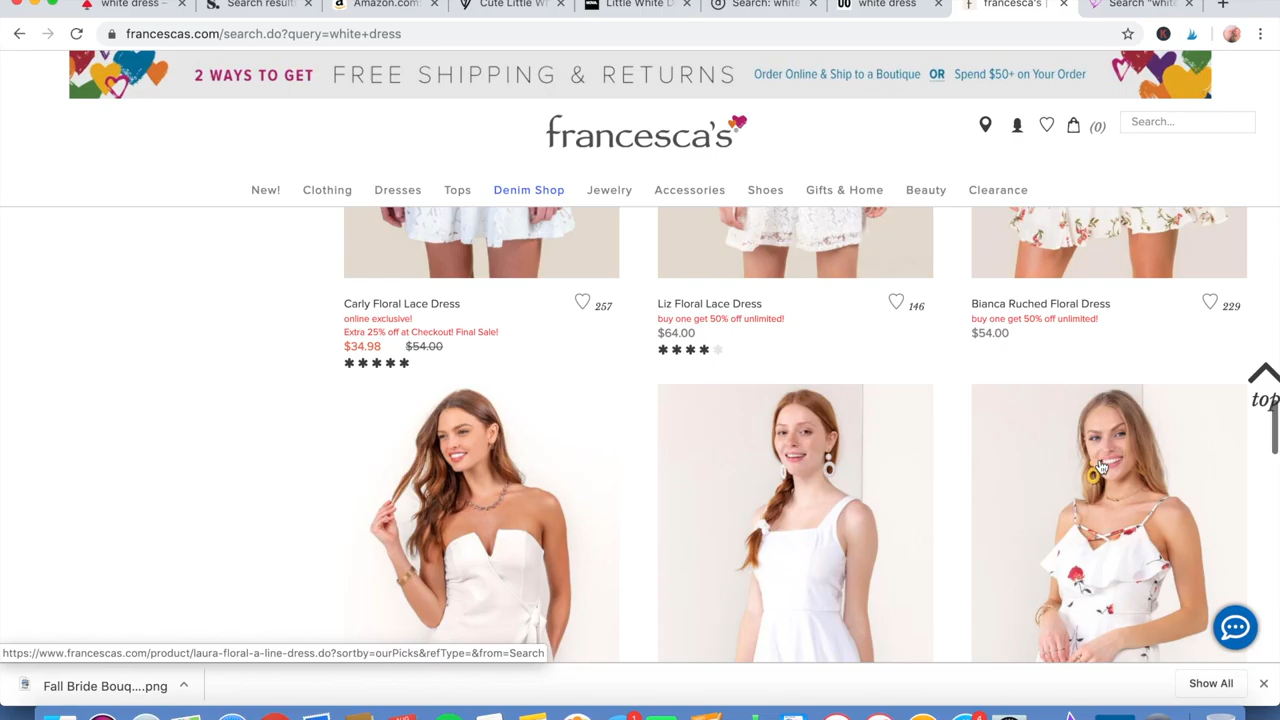 white dress –
Search result
Amazon.com:
Cute Little W
Little White D
Search: white
white dress
francesca's |
Search "white
francescas.com/search.do?query=white+dress
2 WAYS TO GET FREE SHIPPING & RETURNS Order Online & Ship to a Boutique OR Spend $50+ on Your Order
francesca's
(0)
Search...
New! Clothing Dresses Tops Denim Shop Jewelry Accessories Shoes Gifts & Home Beauty Clearance
Carly Floral Lace Dress 257
online exclusive!
Extra 25% off at Checkout! Final Sale!
$34.98 $54.00
Liz Floral Lace Dress 146
buy one get 50% off unlimited!
$64.00
Bianca Ruched Floral Dress 229
buy one get 50% off unlimited!
$54.00
top
https://www.francescas.com/product/laura-floral-a-line-dress.do?sortby=ourPicks&refType=&from=Search
Fall Bride Bouq....png
Show All